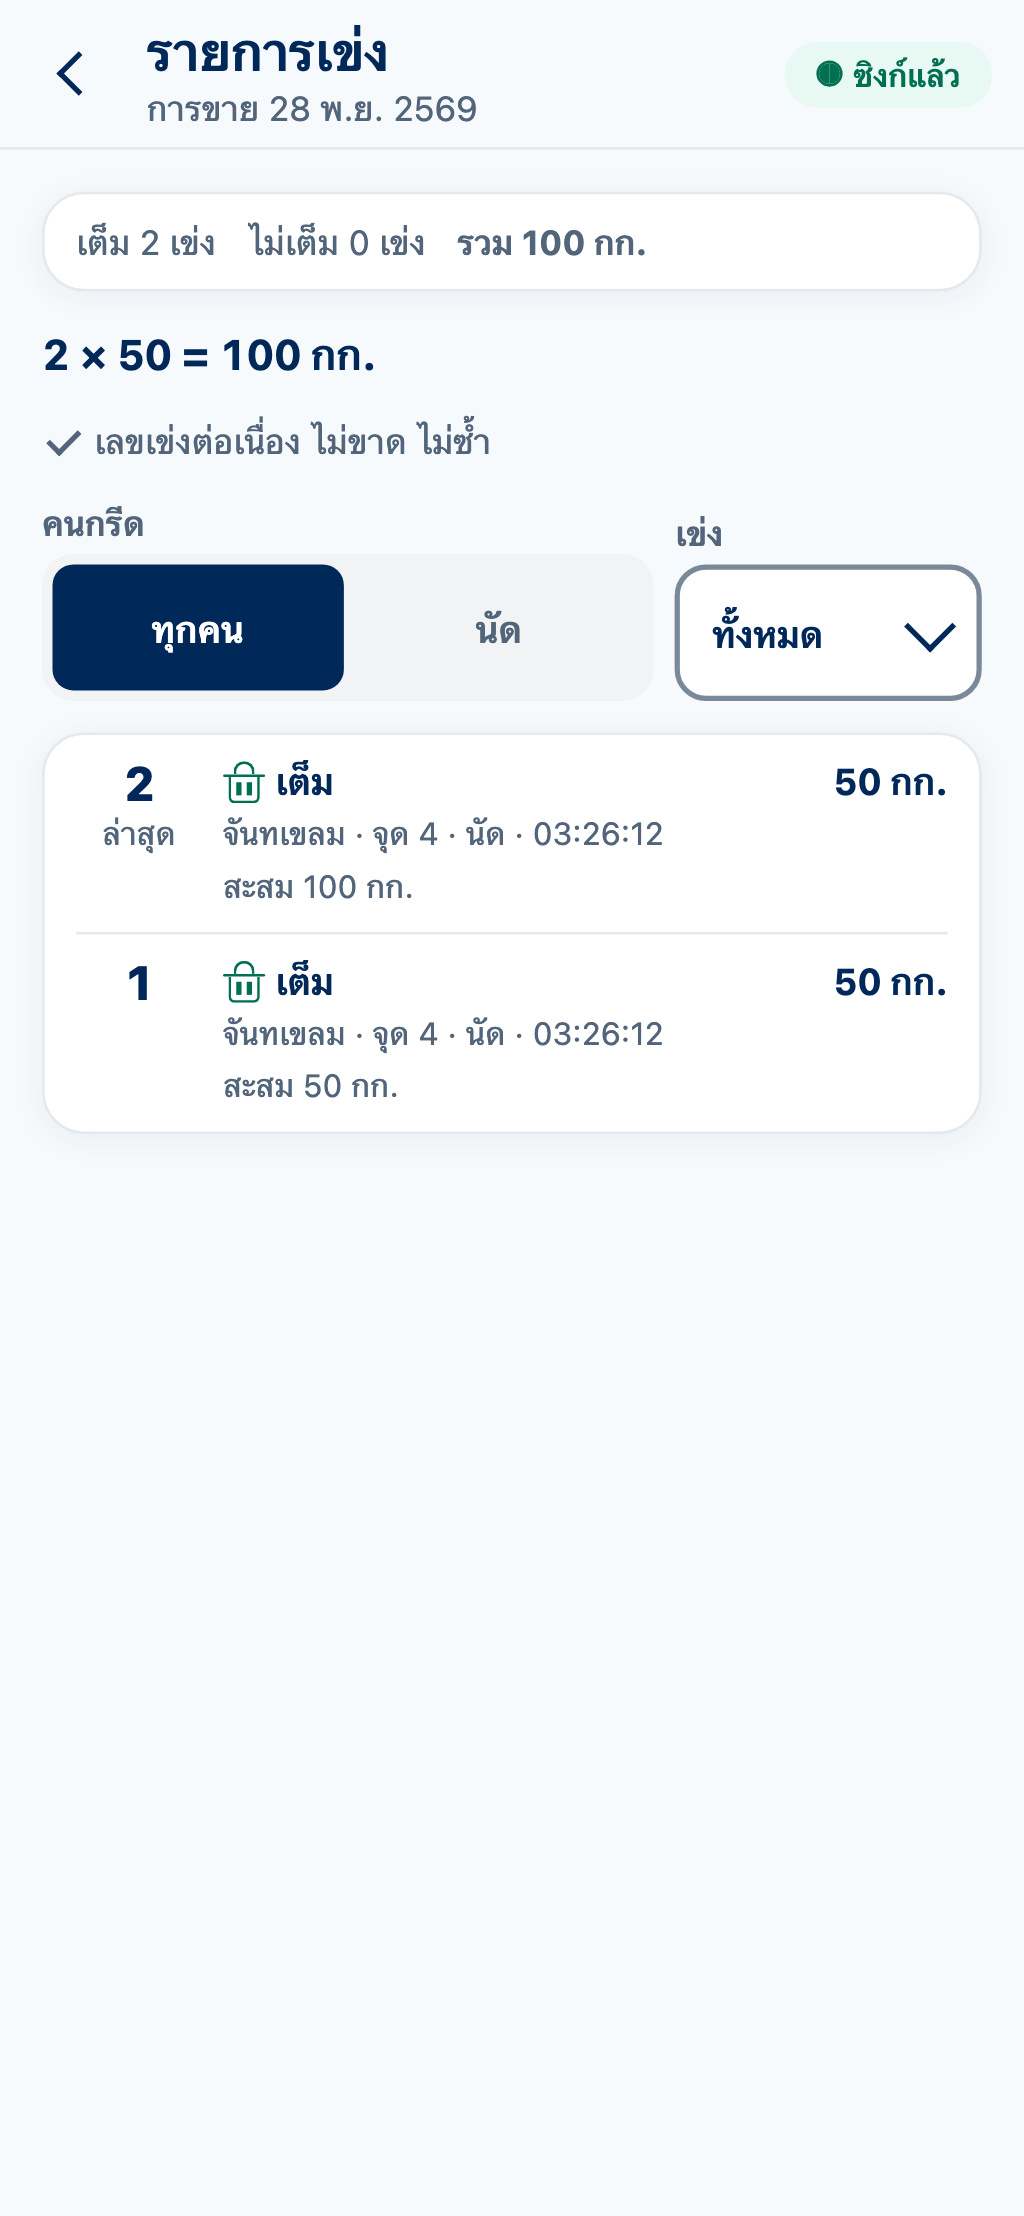 รายการเข่ง
การขาย 28 พ.ย. 2569
ซิงก์แล้ว
เต็ม 2 เข่ง ไม่เต็ม 0 เข่ง รวม 100 กก.
2 × 50 = 100 กก.
เลขเข่งต่อเนื่อง ไม่ขาด ไม่ซ้ำ
คนกรีด
เข่ง
ทุกคน
นัด
ทั้งหมด
2 เต็ม 50 กก.
ล่าสุด จันทเขลม · จุด 4 · นัด · 03:26:12
สะสม 100 กก.
1 เต็ม 50 กก.
จันทเขลม · จุด 4 · นัด · 03:26:12
สะสม 50 กก.